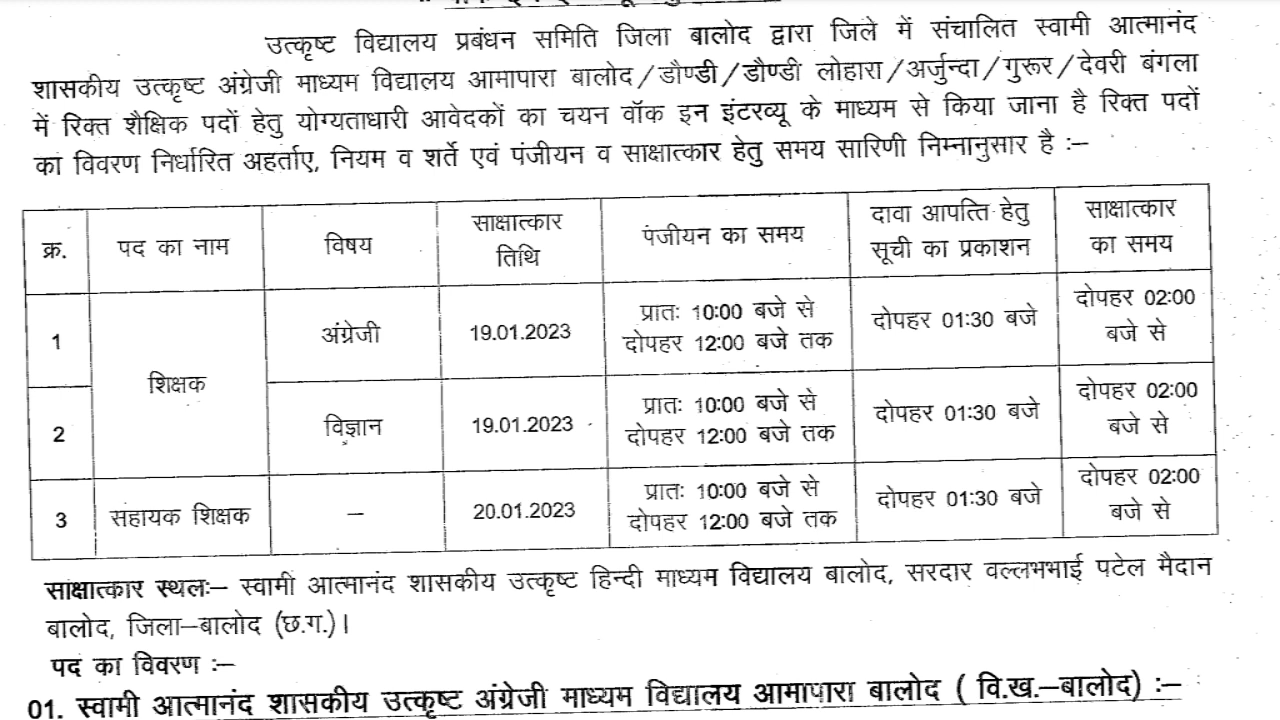 उत्कृष्ट विद्यालय प्रबंधन समिति जिला बालोद द्वारा जिले में संचालित स्वामी आत्मानंद
शासकीय उत्कृष्ट अंग्रेजी माध्यम विद्यालय आमापारा बालोद/डौण्डी/डौण्डी लोहारा/अर्जुन्दा/गुरूर/देवरी बंगला
में रिक्त शैक्षिक पदों हेतु योग्यताधारी आवेदकों का चयन वॉक इन इंटरव्यू के माध्यम से किया जाना है रिक्त पदों
का विवरण निर्धारित अहर्ताए, नियम व शर्ते एवं पंजीयन व साक्षात्कार हेतु समय सारिणी निम्नानुसार है :–
क्र. पद का नाम विषय साक्षात्कार तिथि पंजीयन का समय दावा आपत्ति हेतु सूची का प्रकाशन साक्षात्कार का समय
1 शिक्षक अंग्रेजी 19.01.2023 प्रातः 10:00 बजे से दोपहर 12:00 बजे तक दोपहर 01:30 बजे दोपहर 02:00 बजे से
2 विज्ञान 19.01.2023 प्रातः 10:00 बजे से दोपहर 12:00 बजे तक दोपहर 01:30 बजे दोपहर 02:00 बजे से
3 सहायक शिक्षक – 20.01.2023 प्रातः 10:00 बजे से दोपहर 12:00 बजे तक दोपहर 01:30 बजे दोपहर 02:00 बजे से
साक्षात्कार स्थलः– स्वामी आत्मानंद शासकीय उत्कृष्ट हिन्दी माध्यम विद्यालय बालोद, सरदार वल्लभभाई पटेल मैदान
बालोद, जिला–बालोद (छ.ग.)।
पद का विवरण :–
01. स्वामी आत्मानंद शासकीय उत्कृष्ट अंग्रेजी माध्यम विद्यालय आमापारा बालोद ( वि.ख.–बालोद) :–